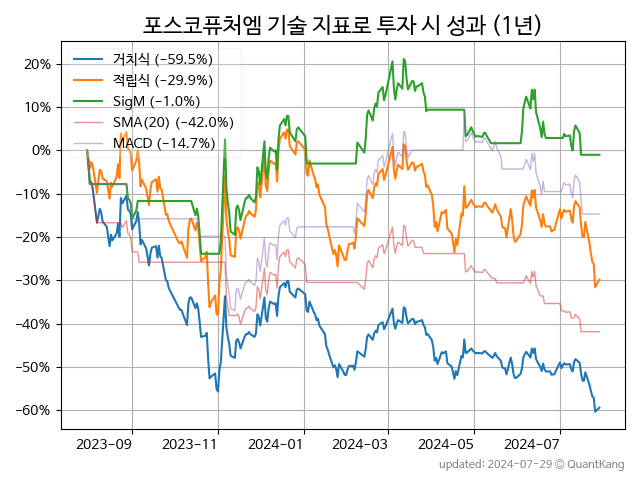 포스코퓨처엠 기술 지표로 투자 시 성과 (1년)
거치식 (−59.5%)
적립식 (−29.9%)
SigM (−1.0%)
SMA(20) (−42.0%)
MACD (−14.7%)
20%
10%
0%
−10%
−20%
−30%
−40%
−50%
−60%
2023-09 2023-11 2024-01 2024-03 2024-05 2024-07
updated: 2024-07-29 © QuantKang